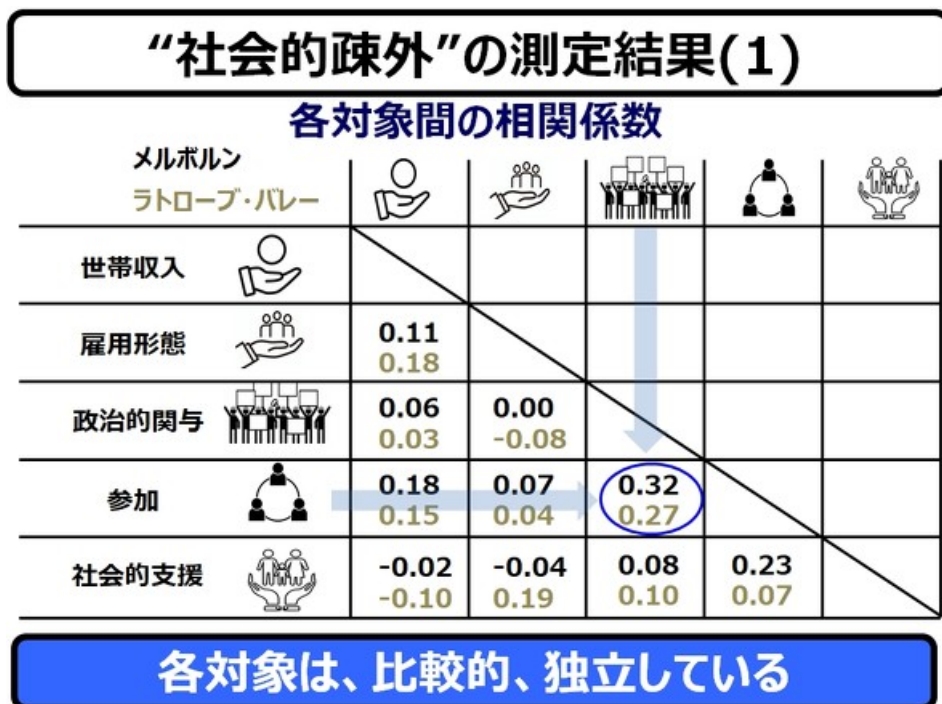 “社会的疎外”の測定結果(1)
各対象間の相関係数
メルボルン
ラトローブ・バレー
世帯収入
雇用形態
0.11
0.18
政治的関与
0.06 0.00
0.03 -0.08
参加
0.18 0.07 0.32
0.15 0.04 0.27
社会的支援
-0.02 -0.04 0.08 0.23
-0.10 0.19 0.10 0.07
各対象は、比較的、独立している